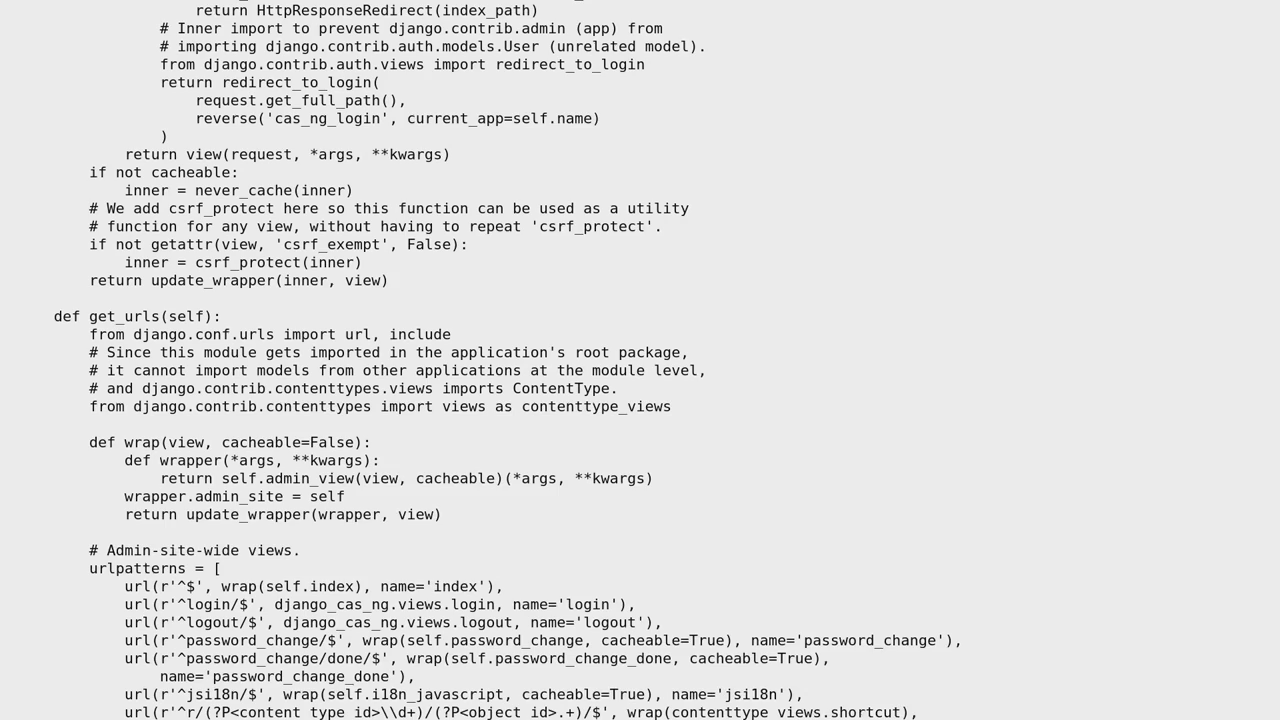 return HttpResponseRedirect(index_path)
# Inner import to prevent django.contrib.admin (app) from
# importing django.contrib.auth.models.User (unrelated model).
from django.contrib.auth.views import redirect_to_login
return redirect_to_login(
request.get_full_path(),
reverse('cas_ng_login', current_app=self.name)
)
return view(request, *args, **kwargs)
if not cacheable:
inner = never_cache(inner)
# We add csrf_protect here so this function can be used as a utility
# function for any view, without having to repeat 'csrf_protect'.
if not getattr(view, 'csrf_exempt', False):
inner = csrf_protect(inner)
return update_wrapper(inner, view)
def get_urls(self):
from django.conf.urls import url, include
# Since this module gets imported in the application's root package,
# it cannot import models from other applications at the module level,
# and django.contrib.contenttypes.views imports ContentType.
from django.contrib.contenttypes import views as contenttype_views
def wrap(view, cacheable=False):
def wrapper(*args, **kwargs):
return self.admin_view(view, cacheable)(*args, **kwargs)
wrapper.admin_site = self
return update_wrapper(wrapper, view)
# Admin-site-wide views.
urlpatterns = [
url(r'^$', wrap(self.index), name='index'),
url(r'^login/$', django_cas_ng.views.login, name='login'),
url(r'^logout/$', django_cas_ng.views.logout, name='logout'),
url(r'^password_change/$', wrap(self.password_change, cacheable=True), name='password_change'),
url(r'^password_change/done/$', wrap(self.password_change_done, cacheable=True),
name='password_change_done'),
url(r'^jsi18n/$', wrap(self.i18n_javascript, cacheable=True), name='jsi18n'),
url(r'^r/(?P<content_type_id>\\d+)/(?P<object_id>.+)/$', wrap(contenttype_views.shortcut),